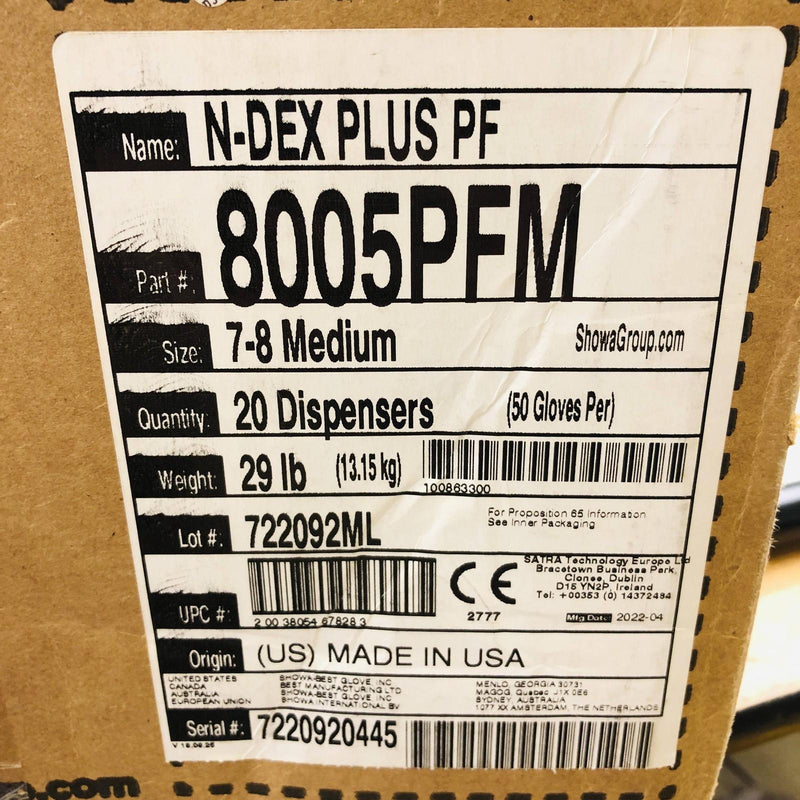 Name: N-DEX PLUS PF
Part #: 8005PFM
Size: 7-8 Medium ShowaGroup.com
Quantity: 20 Dispensers (50 Gloves Per)
Weight: 29 lb (13.15 kg)
100863300
Lot #: 722092ML
For Proposition 65 Information
See Inner Packaging
UPC #: 2 00 38054 67828 3
CE
2777
SATRA Technology Europe Ltd
Bracetown Business Park,
Clonee, Dublin
D15 YN2P, Ireland
Tel: +00353 (0) 14372484
Mfg Date: 2022-04
Origin: (US) MADE IN USA
UNITED STATES SHOWA-BEST GLOVE, INC MENLO, GEORGIA 30731
CANADA BEST MANUFACTURING LTD MAGOG, Quebec J1X 0E6
AUSTRALIA SHOWA-BEST GLOVE, INC SYDNEY, AUSTRALIA
EUROPEAN UNION SHOWA INTERNATIONAL BV 1077 XX AMSTERDAM, THE NETHERLANDS
Serial #: 7220920445
.com